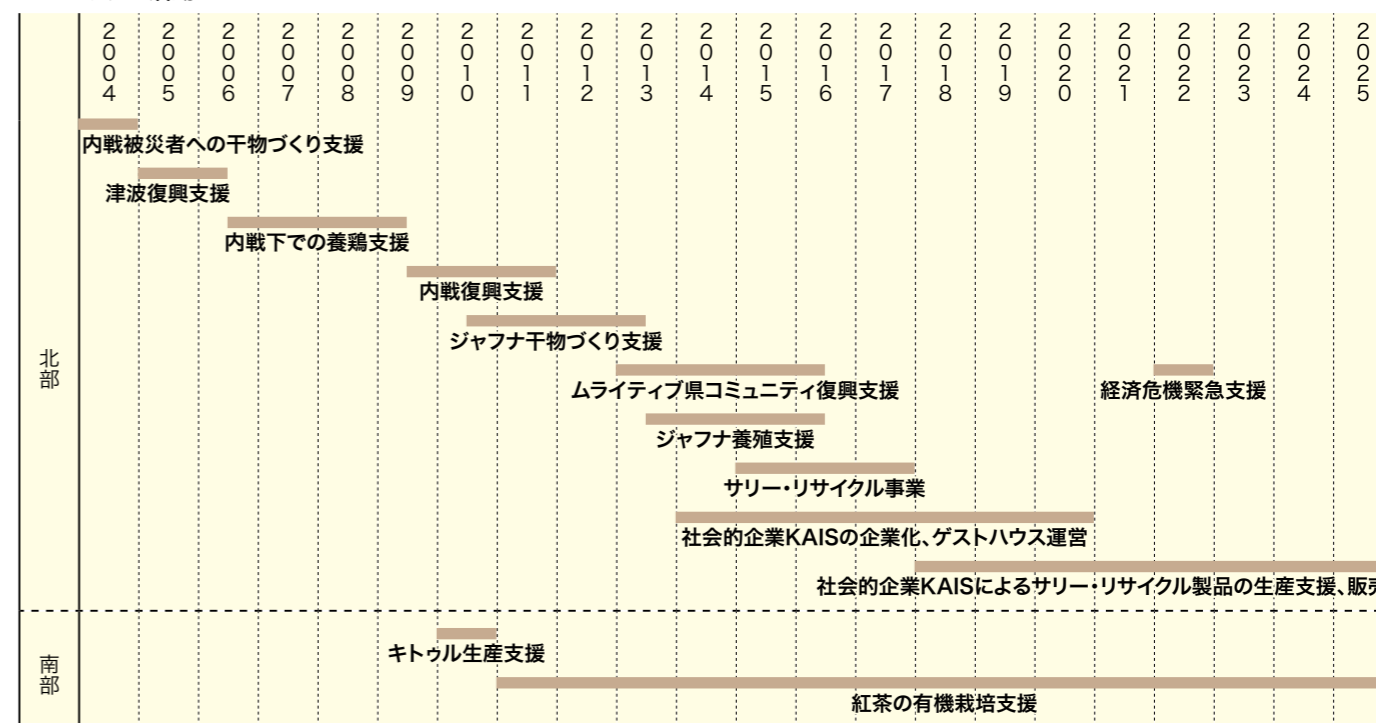 2004
2005
2006
2007
2008
2009
2010
2011
2012
2013
2014
2015
2016
2017
2018
2019
2020
2021
2022
2023
2024
2025
北部
内戦被災者への干物づくり支援
津波復興支援
内戦下での養鶏支援
内戦復興支援
ジャフナ干物づくり支援
ムライティブ県コミュニティ復興支援
経済危機緊急支援
ジャフナ養殖支援
サリー・リサイクル事業
社会的企業KAISの企業化、ゲストハウス運営
社会的企業KAISによるサリー・リサイクル製品の生産支援、販売
南部
キトゥル生産支援
紅茶の有機栽培支援